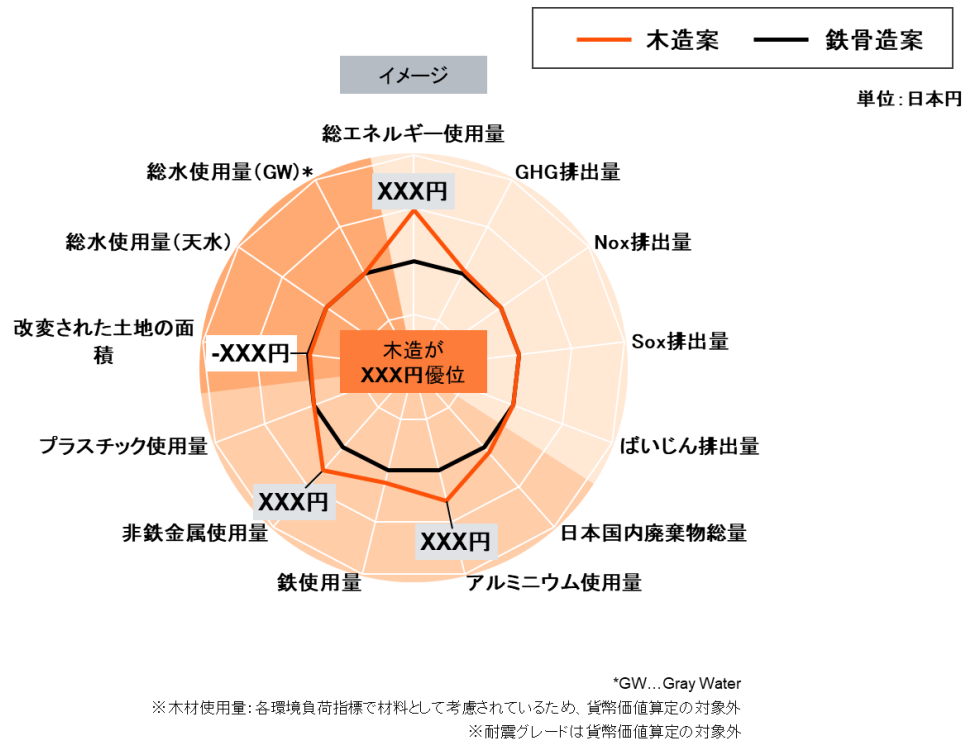 木造案
鉄骨造案
単位：日本円
イメージ
総エネルギー使用量
GHG排出量
Nox排出量
Sox排出量
ばいじん排出量
日本国内廃棄物総量
アルミニウム使用量
鉄使用量
非鉄金属使用量
プラスチック使用量
改変された土地の面
積
総水使用量（天水）
総水使用量（GW）*
XXX円
-XXX円
木造が
XXX円優位
XXX円
XXX円
*GW…Gray Water
※木材使用量：各環境負荷指標で材料として考慮されているため、貨幣価値算定の対象外
※耐震グレードは貨幣価値算定の対象外